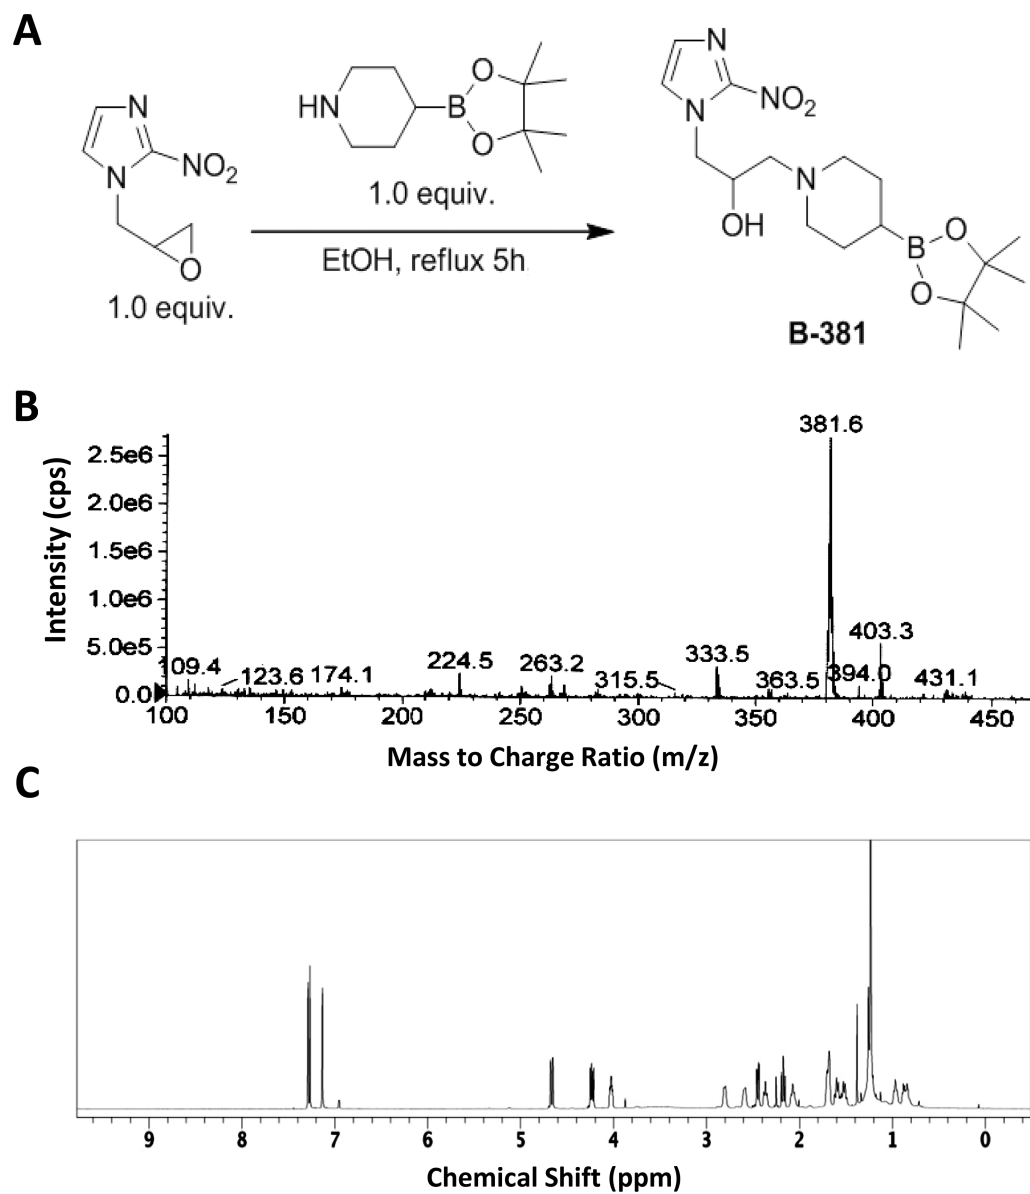 A
N
N
NO2
O
1.0 equiv.
HN
B
O
O
1.0 equiv.
EtOH, reflux 5h
N
N
NO2
N
OH
B
O
O
B-381
B
Intensity (cps)
2.5e6
2.0e6
1.5e6
1.0e6
5.0e5
0.0
109.4
123.6
174.1
224.5
263.2
315.5
333.5
363.5
381.6
394.0
403.3
431.1
100 150 200 250 300 350 400 450
Mass to Charge Ratio (m/z)
C
9 8 7 6 5 4 3 2 1 0
Chemical Shift (ppm)